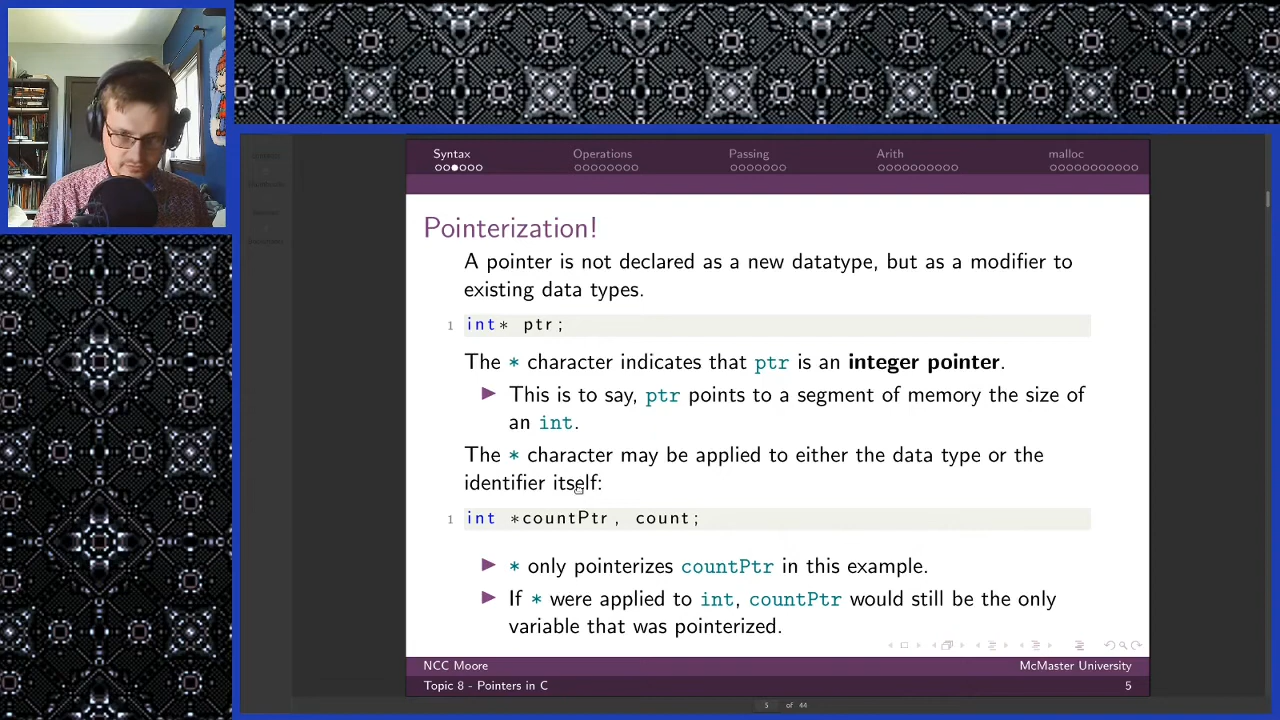 Syntax Operations Passing Arith malloc
Pointerization!
A pointer is not declared as a new datatype, but as a modifier to
existing data types.
1 int* ptr;
The * character indicates that ptr is an integer pointer.
This is to say, ptr points to a segment of memory the size of
an int.
The * character may be applied to either the data type or the
identifier itself:
1 int *countPtr, count;
* only pointerizes countPtr in this example.
If * were applied to int, countPtr would still be the only
variable that was pointerized.
NCC Moore McMaster University
Topic 8 - Pointers in C 5
5 of 44